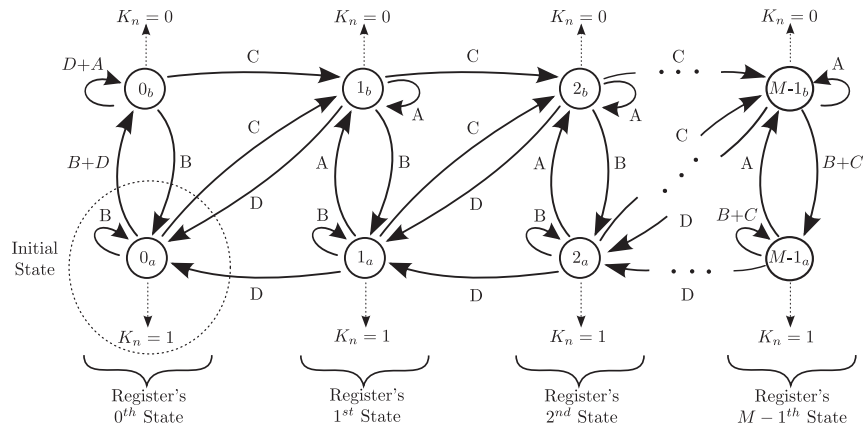 K_n = 0 K_n = 0 K_n = 0 K_n = 0
D+A C C C A
0_b 1_b 2_b M-1_b
A A
C C C
B+D B A B A B A B+C
D D D
B B B B+C
Initial
State
0_a 1_a 2_a M-1_a
D D D
K_n = 1 K_n = 1 K_n = 1 K_n = 1
Register's Register's Register's Register's
0^{th} State 1^{st} State 2^{nd} State M − 1^{th} State